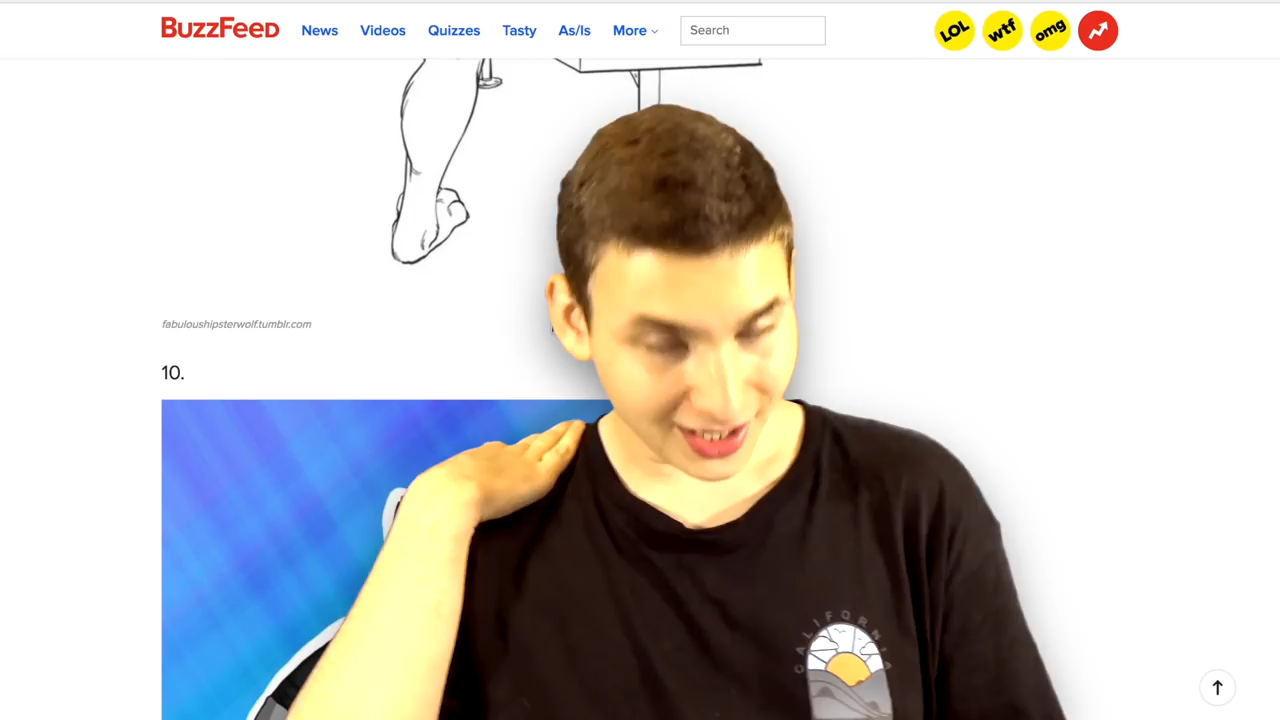 BuzzFeed News Videos Quizzes Tasty As/Is More Search LOL wtf omg
fabuloushipsterwolf.tumblr.com
10.
CALIFORNIA